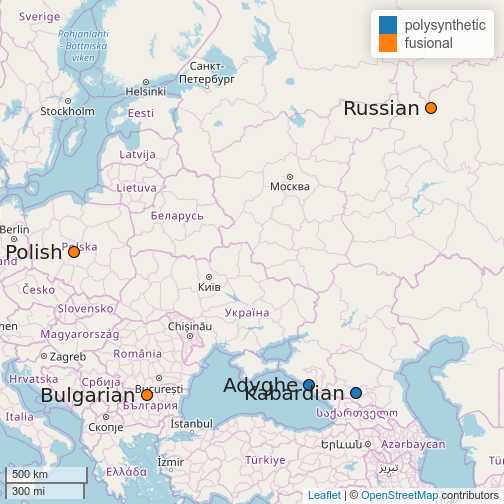 polysynthetic
fusional
Sverige
Pohjanlahti
- Bottniska
viken
Санкт-
Петербург
Helsinki
Stockholm
Eesti
Russian
Latvija
Москва
Lietuva
Беларусь
Berlin
Polish
Polska
Česko
Київ
Україна
Slovensko
Chișinău
Magyarország
Zagreb
România
Hrvatska
Србија
București
Bulgarian
България
Adyghe
Kabardian
საქართველო
Italia
Скопје
İstanbul
Երևան
Azərbaycan
Ελλάδα
İzmir
Türkiye
تبریز
500 km
300 mi
Leaflet | © OpenStreetMap contributors